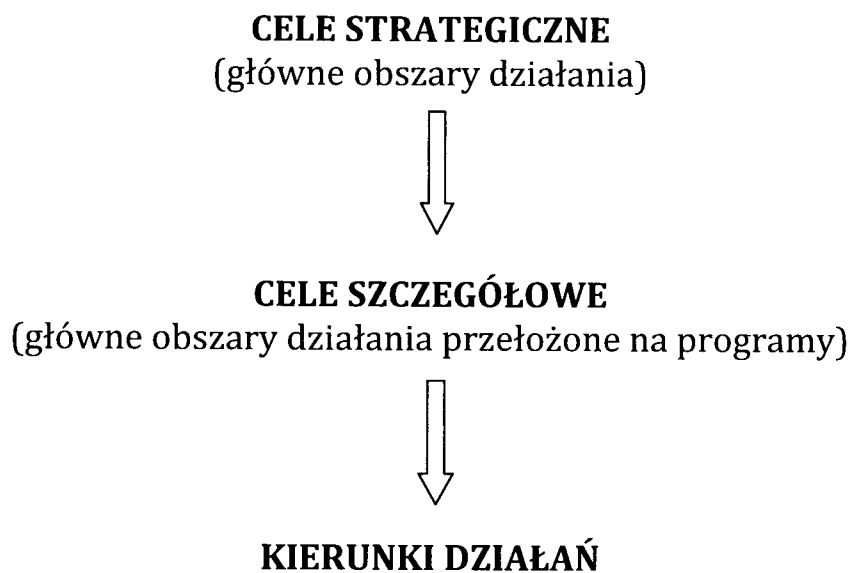 CELE STRATEGICZNE
(główne obszary działania)
CELE SZCZEGÓŁOWE
(główne obszary działania przełożone na programy)
KIERUNKI DZIAŁAŃ